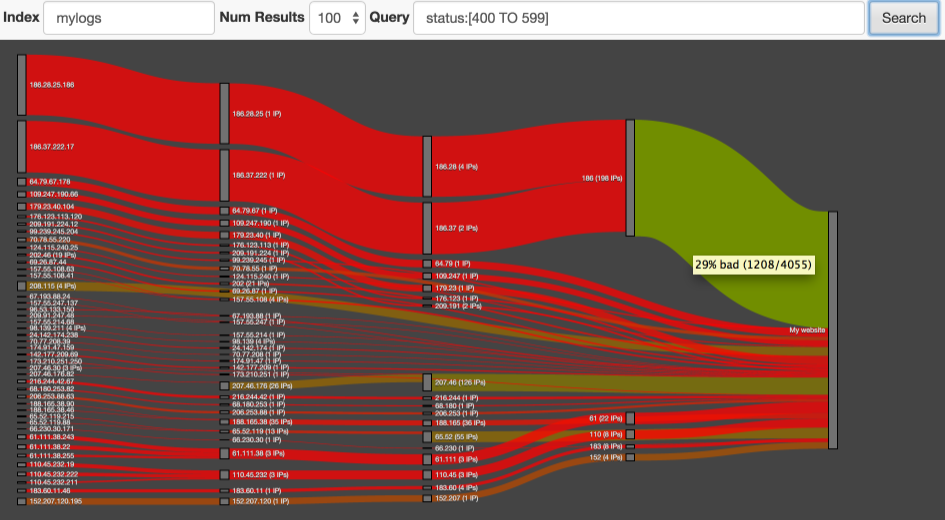 Index
mylogs
Num Results
100
Query
status:[400 TO 599]
Search
186.28.25.186
186.37.222.17
64.79.67.178
109.247.190.66
179.23.40.104
176.123.113.120
209.191.224.12
99.239.245.204
70.78.55.220
124.115.240.25
202.46 (19 IPs)
69.26.87.44
157.55.108.63
157.55.108.41
208.115 (4 IPs)
67.193.88.24
157.55.247.137
96.53.133.150
209.91.247.48
157.55.214.68
98.139.211 (4 IPs)
24.142.174.238
70.77.208.39
174.91.47.159
142.177.209.69
173.210.251.250
207.46.30 (3 IPs)
207.46.176.82
216.244.42.67
68.180.253.82
206.253.88.63
188.165.38.90
188.165.38.46
65.52.119.215
65.52.119.88
66.230.30.171
61.111.38.243
61.111.38.22
61.111.38.255
110.45.232.19
110.45.232.222
110.45.232.211
183.60.11.46
152.207.120.195
186.28.25 (1 IP)
186.37.222 (1 IP)
64.79.67 (1 IP)
109.247.190 (1 IP)
179.23.40 (1 IP)
176.123.113 (1 IP)
209.191.224 (1 IP)
99.239.245 (1 IP)
70.78.55 (1 IP)
124.115.240 (1 IP)
202 (21 IPs)
69.26.87 (1 IP)
157.55.108 (4 IPs)
67.193.88 (1 IP)
157.55.247 (1 IP)
157.55.214 (1 IP)
98.139 (4 IPs)
24.142.174 (1 IP)
70.77.208 (1 IP)
174.91.47 (1 IP)
142.177.209 (1 IP)
173.210.251 (1 IP)
207.46.176 (26 IPs)
216.244.42 (1 IP)
68.180.253 (1 IP)
206.253.88 (1 IP)
188.165.38 (35 IPs)
65.52.119 (13 IPs)
66.230.30 (1 IP)
61.111.38 (3 IPs)
110.45.232 (3 IPs)
183.60.11 (1 IP)
152.207.120 (1 IP)
186.28 (4 IPs)
186.37 (2 IPs)
64.79 (1 IP)
109.247 (1 IP)
179.23 (1 IP)
176.123 (1 IP)
209.191 (2 IPs)
207.46 (126 IPs)
216.244 (1 IP)
68.180 (1 IP)
206.253 (1 IP)
188.165 (36 IPs)
65.52 (55 IPs)
66.230 (1 IP)
61.111 (3 IPs)
110.45 (3 IPs)
183.60 (4 IPs)
152.207 (1 IP)
186 (198 IPs)
61 (22 IPs)
110 (8 IPs)
183 (8 IPs)
152 (4 IPs)
29% bad (1208/4055)
My website